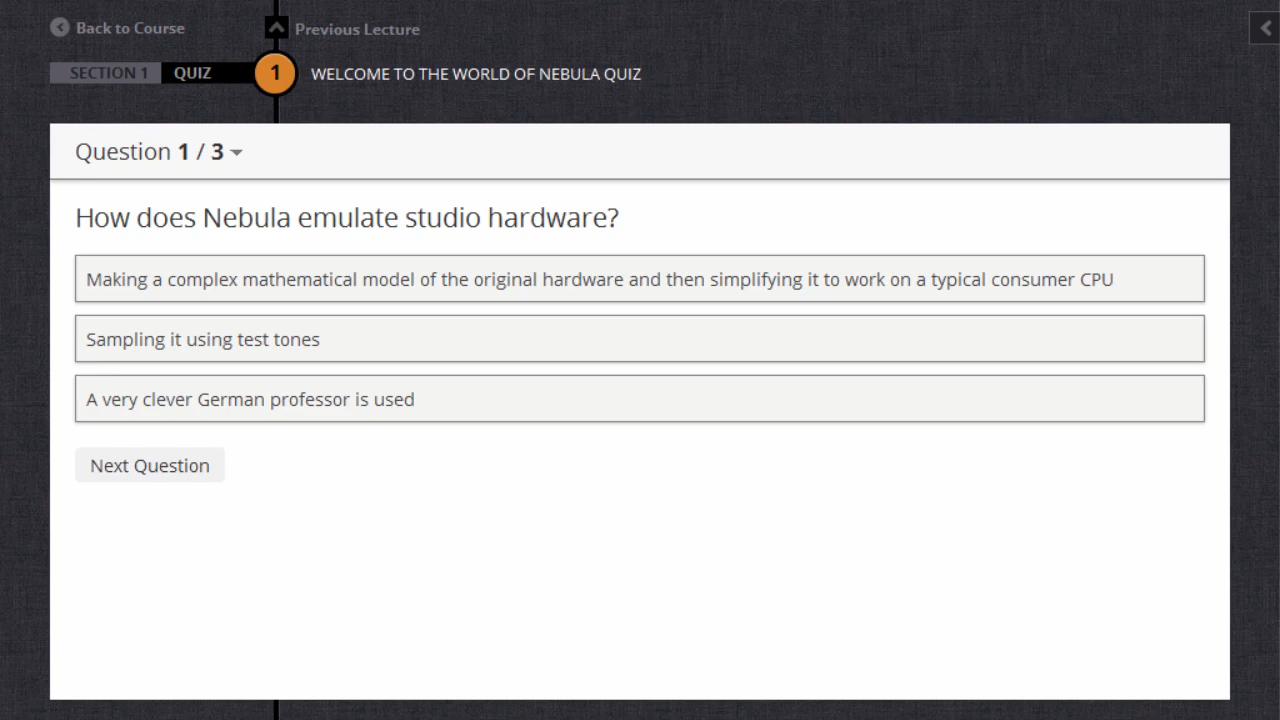 Back to Course
Previous Lecture
SECTION 1 QUIZ 1 WELCOME TO THE WORLD OF NEBULA QUIZ
Question 1 / 3
How does Nebula emulate studio hardware?
Making a complex mathematical model of the original hardware and then simplifying it to work on a typical consumer CPU
Sampling it using test tones
A very clever German professor is used
Next Question